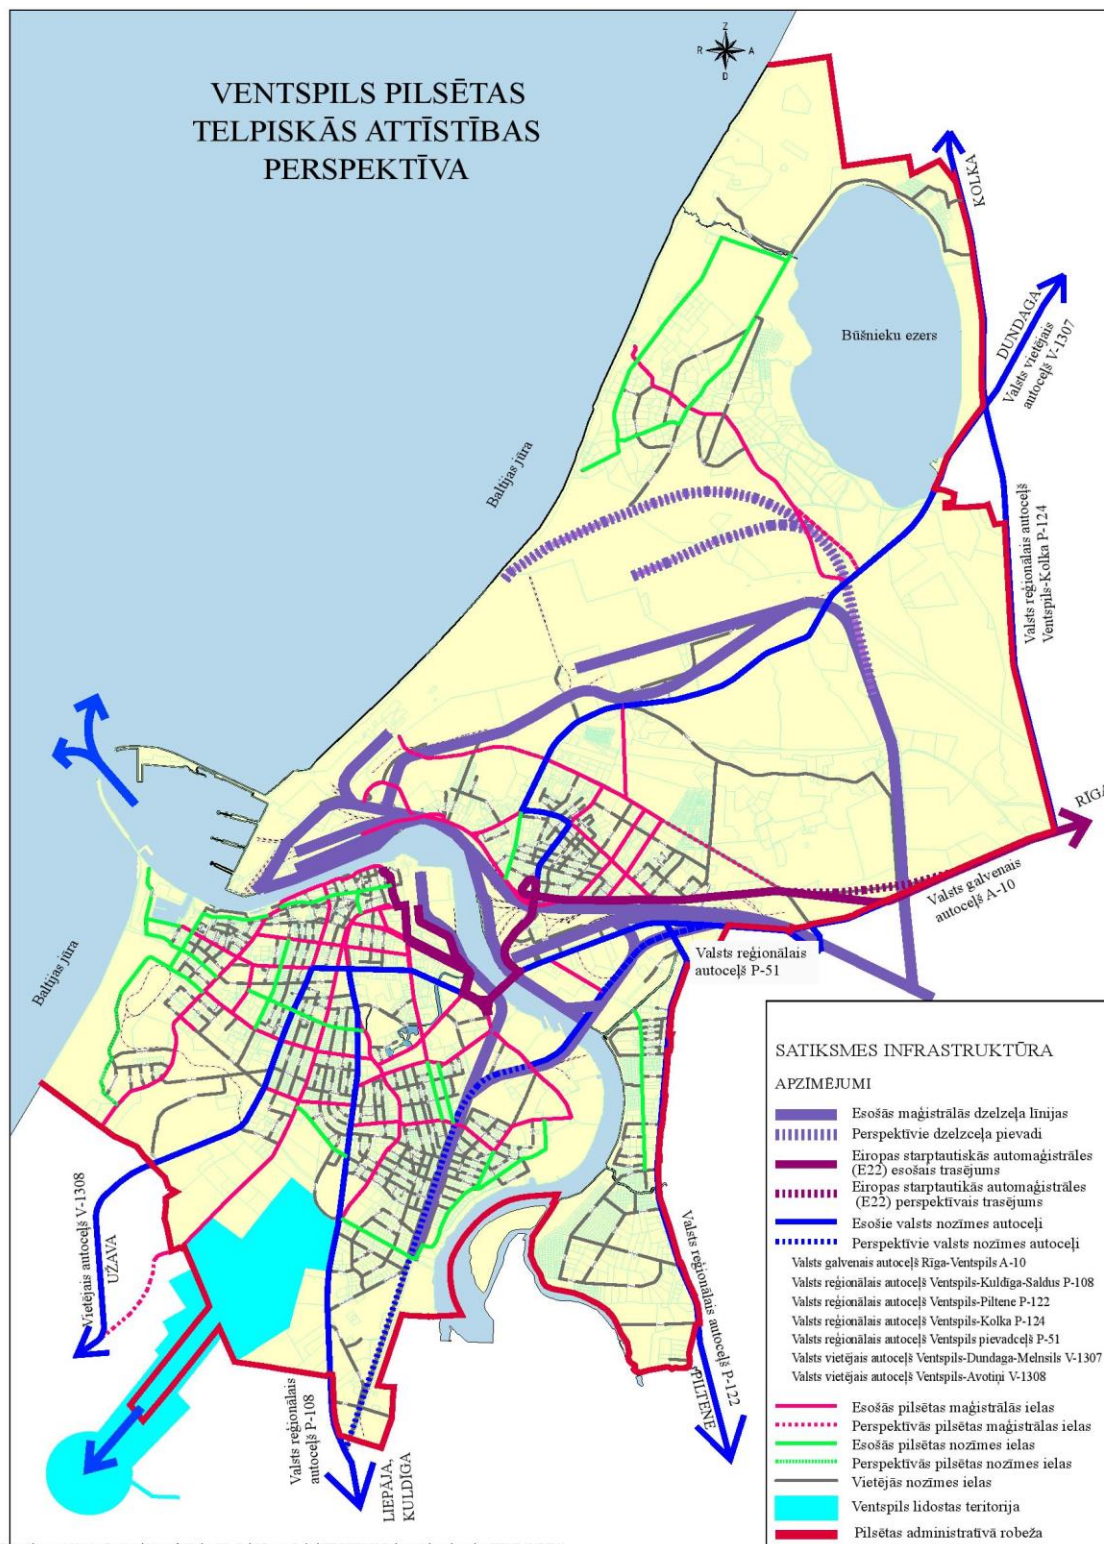 VENTSPILS PILSĒTAS
TELPISKĀS ATTĪSTĪBAS
PERSPEKTĪVA
Z
R
A
D
KOLKA
DUNDAGA
Valsts vietējais
autoceļš V-1307
Būšnieku ezers
Baltijas jūra
Valsts reģionālais autoceļš
Ventspils-Kolka P-124
RĪGA
Valsts galvenais
autoceļš A-10
Valsts reģionālais
autoceļš P-51
Baltijas jūra
Vietējais autoceļš V-1308
UŽAVA
Valsts reģionālais
autoceļš P-108
LIEPĀJA,
KULDĪGA
Valsts reģionālais autoceļš P-122
PILTENE
SATIKSMES INFRASTRUKTŪRA
APZĪMĒJUMI
Esošās maģistrālās dzelzeļa līnijas
Perspektīvie dzelzceļa pievadi
Eiropas starptautiskās automaģistrāles
(E22) esošais trasējums
Eiropas starptautikās automaģistrāles
(E22) perspektīvais trasējums
Esošie valsts nozīmes autoceļi
Perspektīvie valsts nozīmes autoceļi
Valsts galvenais autoceļš Rīga-Ventspils A-10
Valsts reģionālais autoceļš Ventspils-Kuldīga-Saldus P-108
Valsts reģionālais autoceļš Ventspils-Piltene P-122
Valsts reģionālais autoceļš Ventspils-Kolka P-124
Valsts reģionālais autoceļš Ventspils pievadceļš P-51
Valsts vietējais autoceļš Ventspils-Dundaga-Melnsils V-1307
Valsts vietējais autoceļš Ventspils-Avotiņi V-1308
Esošās pilsētas maģistrālās ielas
Perspektīvās pilsētas maģistrālas ielas
Esošās pilsētas nozīmes ielas
Perspektīvās pilsētas nozīmes ielas
Vietējās nozīmes ielas
Ventspils lidostas teritorija
Pilsētas administratīvā robeža